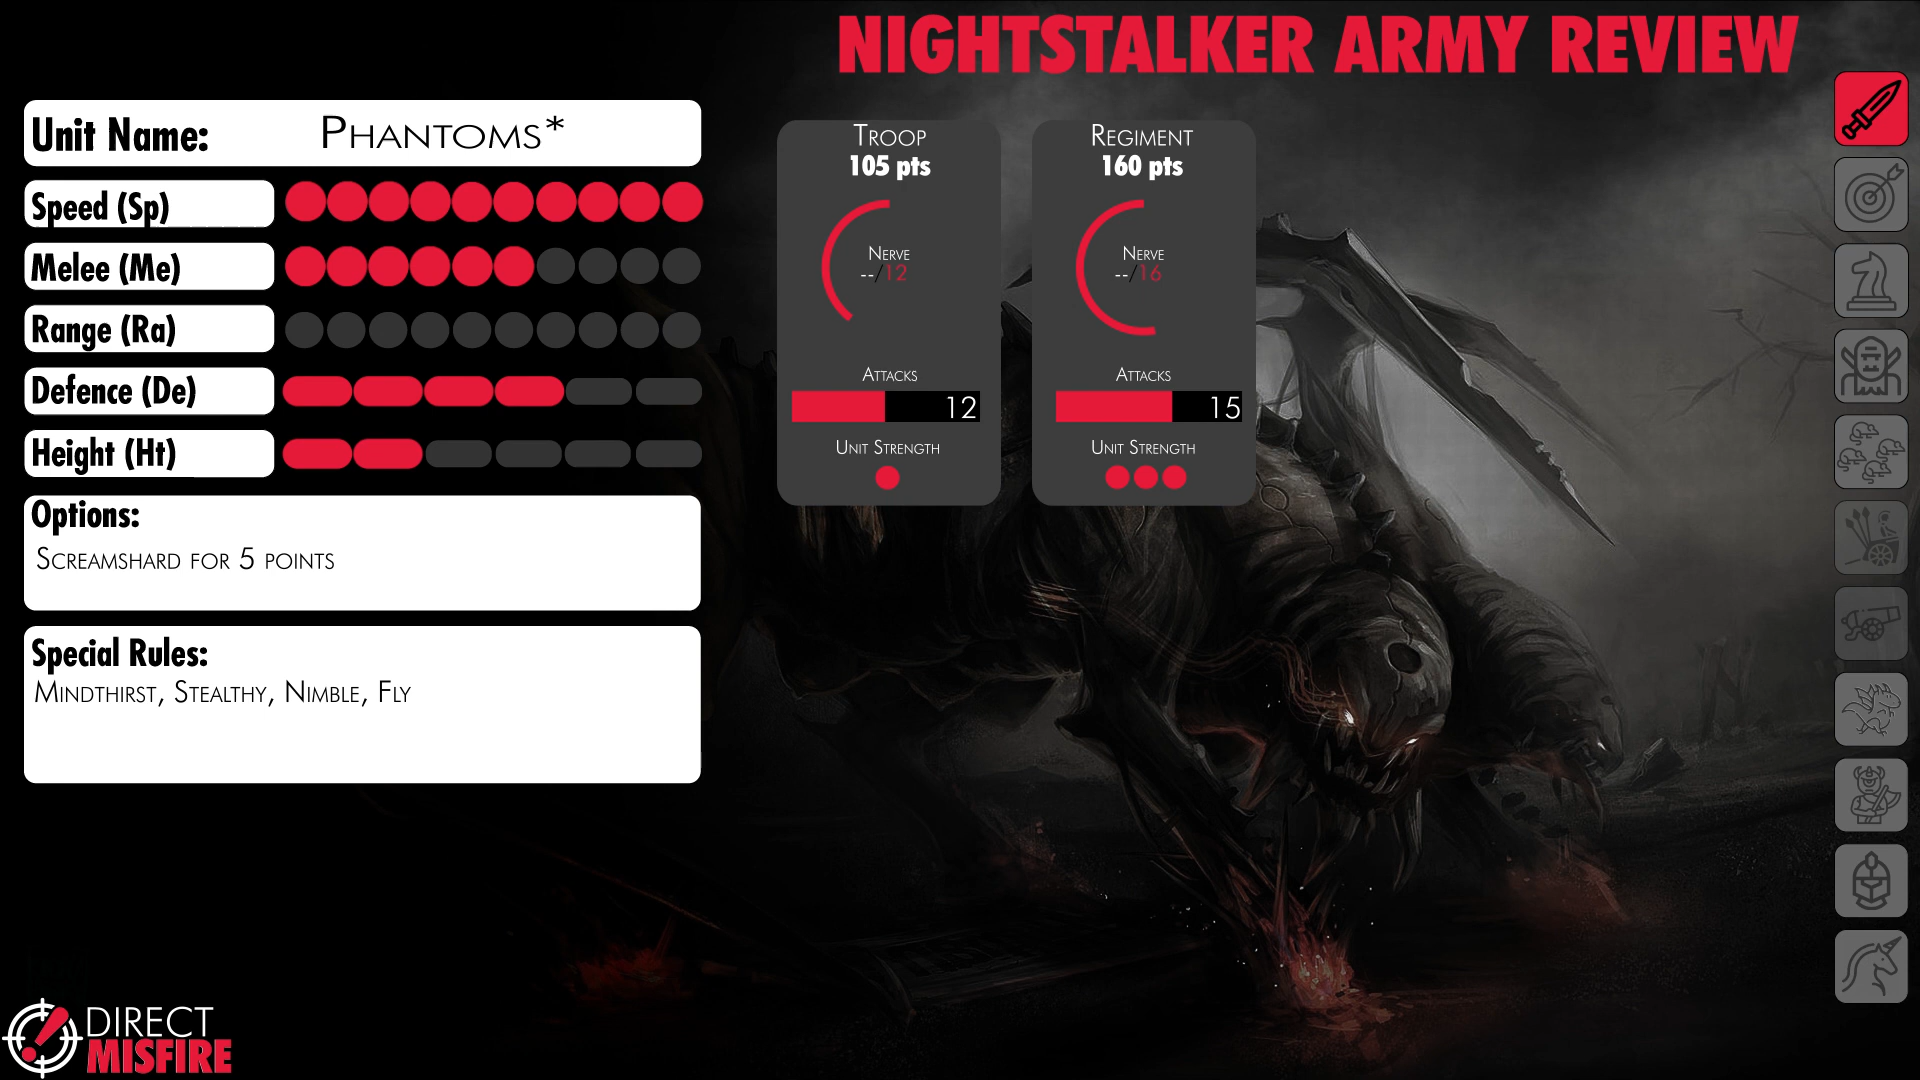 NIGHTSTALKER ARMY REVIEW
Unit Name: Phantoms*
Speed (Sp)
Melee (Me)
Range (Ra)
Defence (De)
Height (Ht)
Options:
Screamshard for 5 points
Special Rules:
Mindthirst, Stealthy, Nimble, Fly
Troop
105 pts
Nerve
--/12
Attacks
12
Unit Strength
Regiment
160 pts
Nerve
--/16
Attacks
15
Unit Strength
DIRECT
MISFIRE